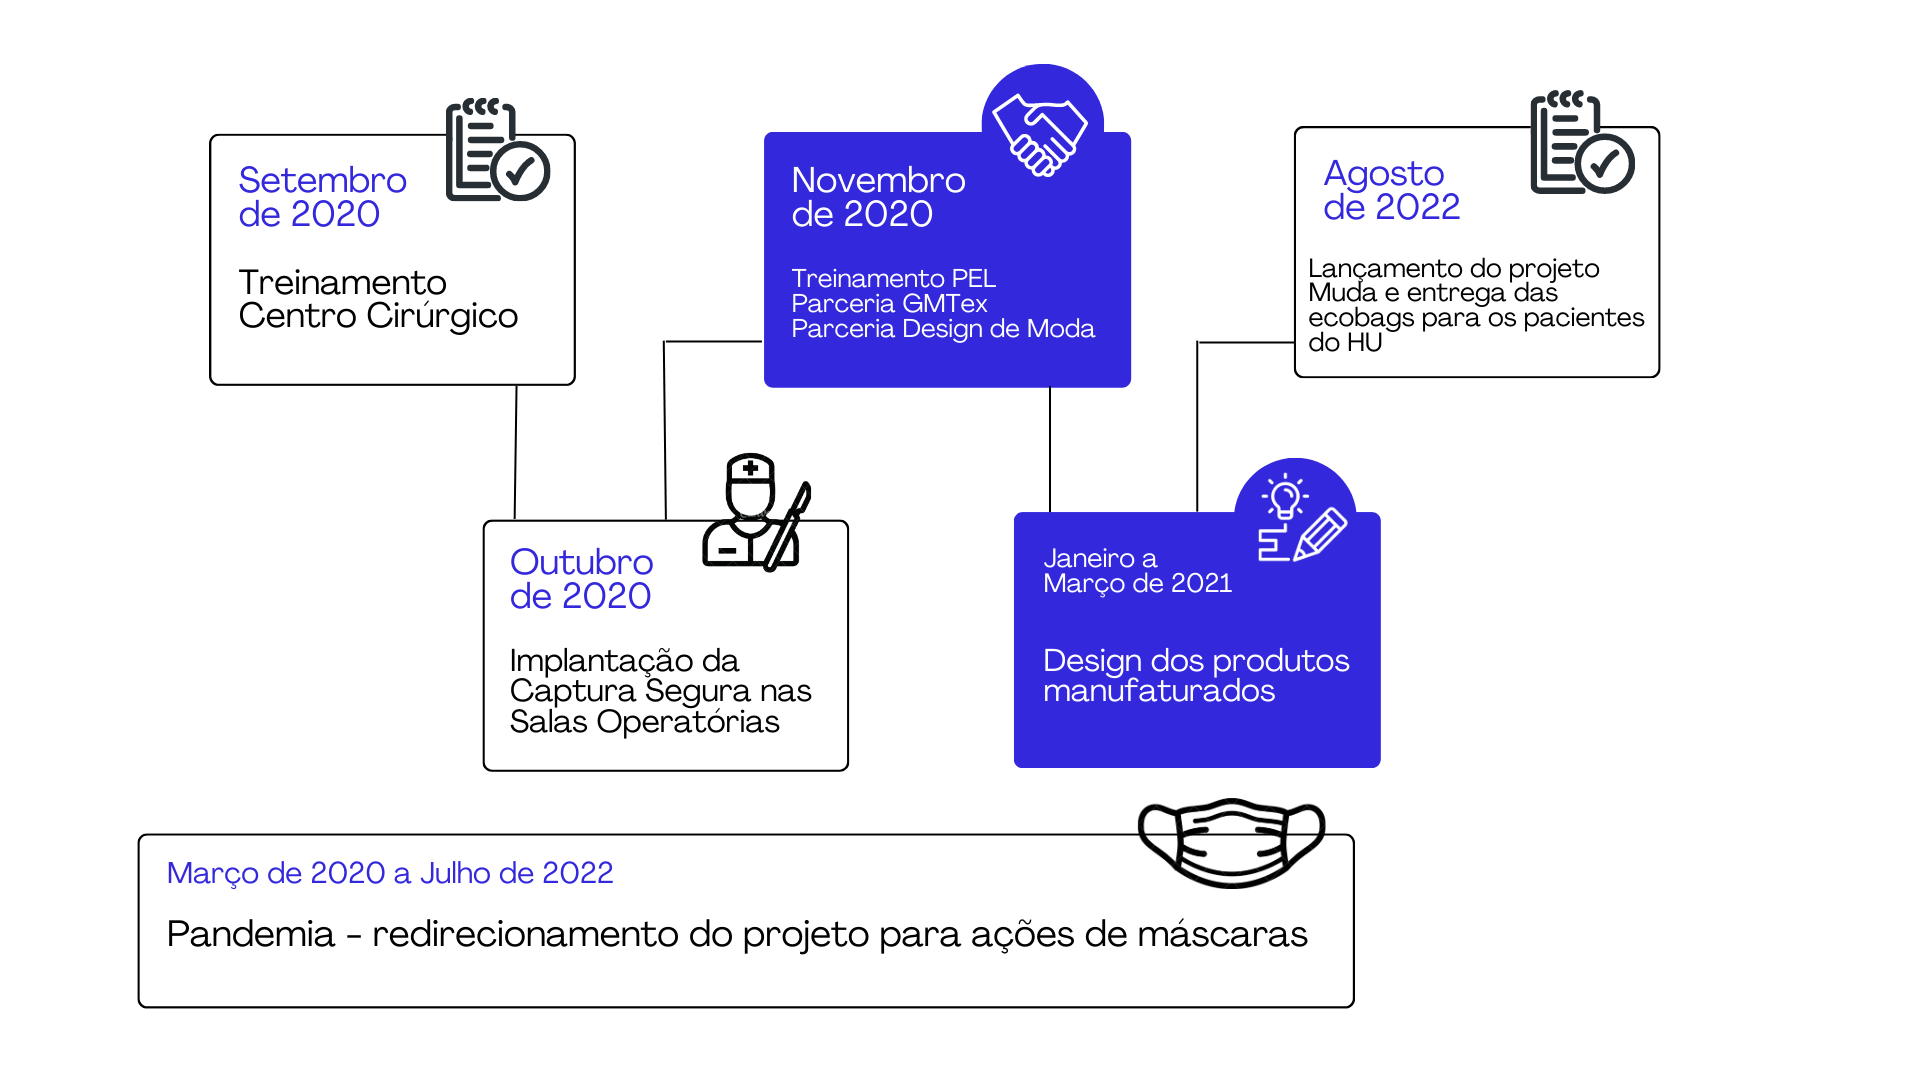 Setembro
de 2020
Treinamento
Centro Cirúrgico
Outubro
de 2020
Implantação da
Captura Segura nas
Salas Operatórias
Novembro
de 2020
Treinamento PEL
Parceria GMTex
Parceria Design de Moda
Janeiro a
Março de 2021
Design dos produtos
manufaturados
Agosto
de 2022
Lançamento do projeto
Muda e entrega das
ecobags para os pacientes
do HU
Março de 2020 a Julho de 2022
Pandemia - redirecionamento do projeto para ações de máscaras